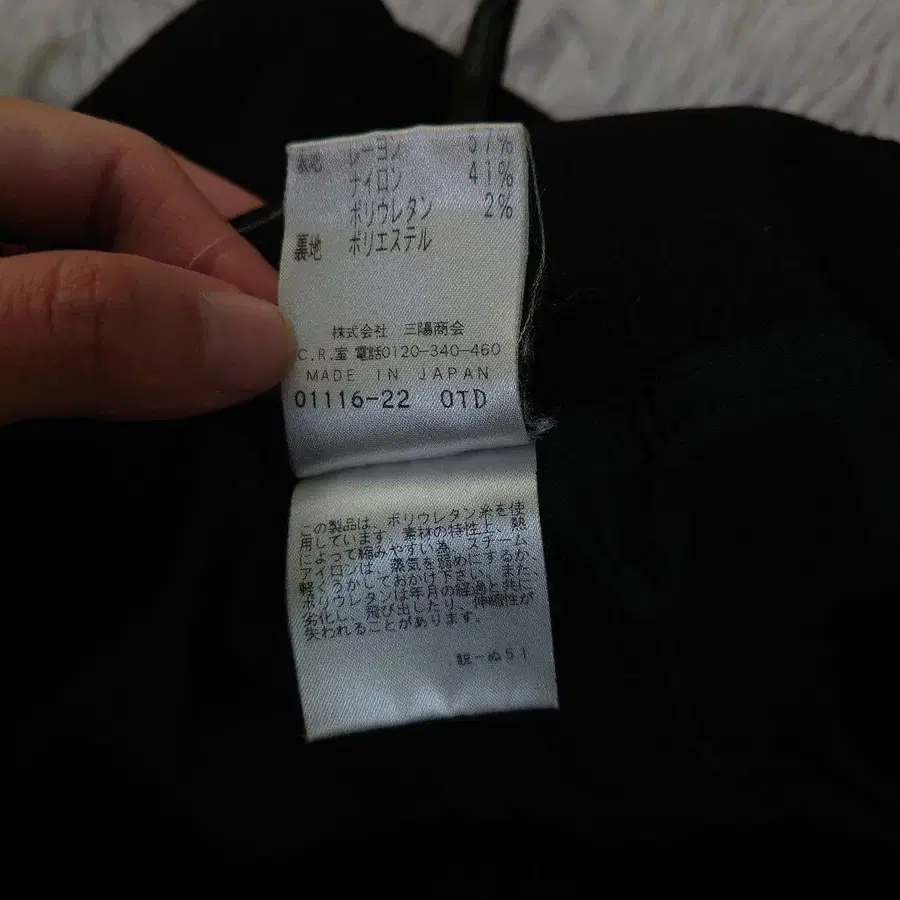 表地 レーヨン 57%
ナイロン 41%
ポリウレタン 2%
裏地 ポリエステル
株式会社 三陽商会
C.R.室 電話0120-340-460
MADE IN JAPAN
01116-22 OTD
この製品は、ポリウレタン糸を使
用しています。素材の特性上、熱
によって縮みやすい為、スチーム
アイロンは、蒸気を弱めにするか
軽くうかしておかけ下さい。また
ポリウレタンは年月の経過と共に
劣化し、飛び出したり、伸縮性が
失われることがあります。
説-ぬ51